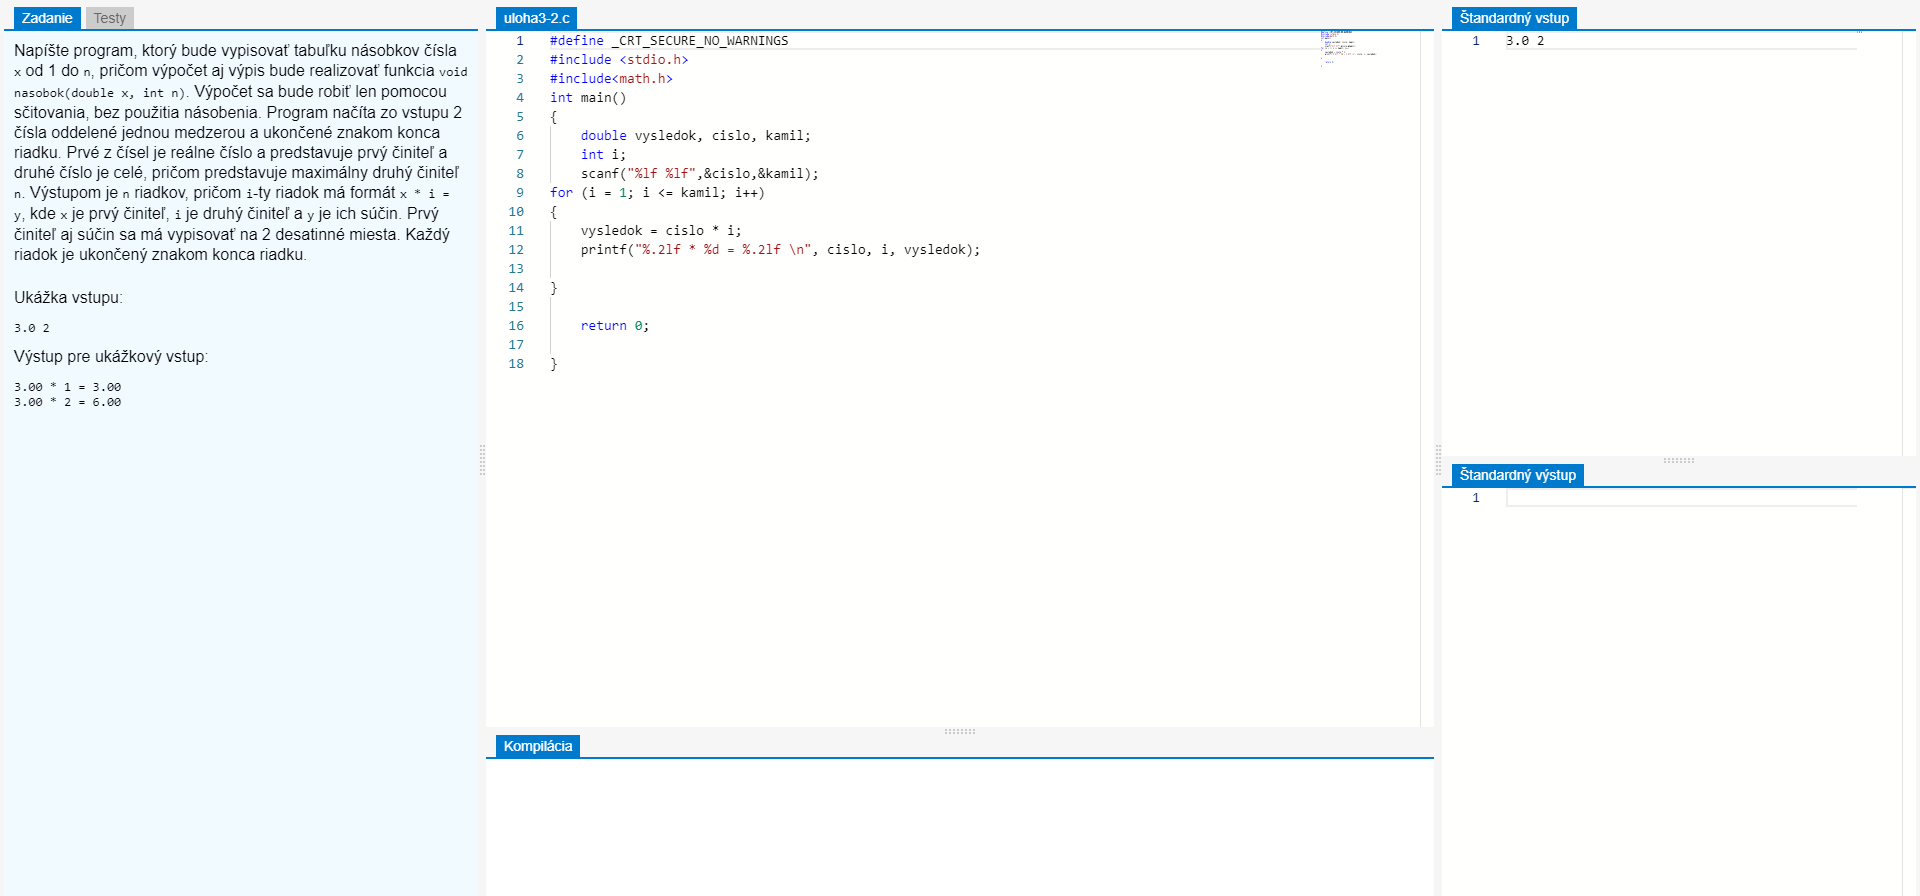 Zadanie
Testy
Napíšte program, ktorý bude vypisovať tabuľku násobkov čísla
x od 1 do n, pričom výpočet aj výpis bude realizovať funkcia void
nasobok(double x, int n). Výpočet sa bude robiť len pomocou
sčitovania, bez použitia násobenia. Program načíta zo vstupu 2
čísla oddelené jednou medzerou a ukončené znakom konca
riadku. Prvé z čísel je reálne číslo a predstavuje prvý činiteľ a
druhé číslo je celé, pričom predstavuje maximálny druhý činiteľ
n. Výstupom je n riadkov, pričom i-ty riadok má formát x * i =
y, kde x je prvý činiteľ, i je druhý činiteľ a y je ich súčin. Prvý
činiteľ aj súčin sa má vypisovať na 2 desatinné miesta. Každý
riadok je ukončený znakom konca riadku.
Ukážka vstupu:
3.0 2
Výstup pre ukážkový vstup:
3.00 * 1 = 3.00
3.00 * 2 = 6.00
uloha3-2.c
1 #define _CRT_SECURE_NO_WARNINGS
2 #include <stdio.h>
3 #include<math.h>
4 int main()
5 {
6 double vysledok, cislo, kamil;
7 int i;
8 scanf("%lf %lf",&cislo,&kamil);
9 for (i = 1; i <= kamil; i++)
10 {
11 vysledok = cislo * i;
12 printf("%.2lf * %d = %.2lf \n", cislo, i, vysledok);
13
14 }
15
16 return 0;
17
18 }
Kompilácia
Štandardný vstup
1 3.0 2
Štandardný výstup
1